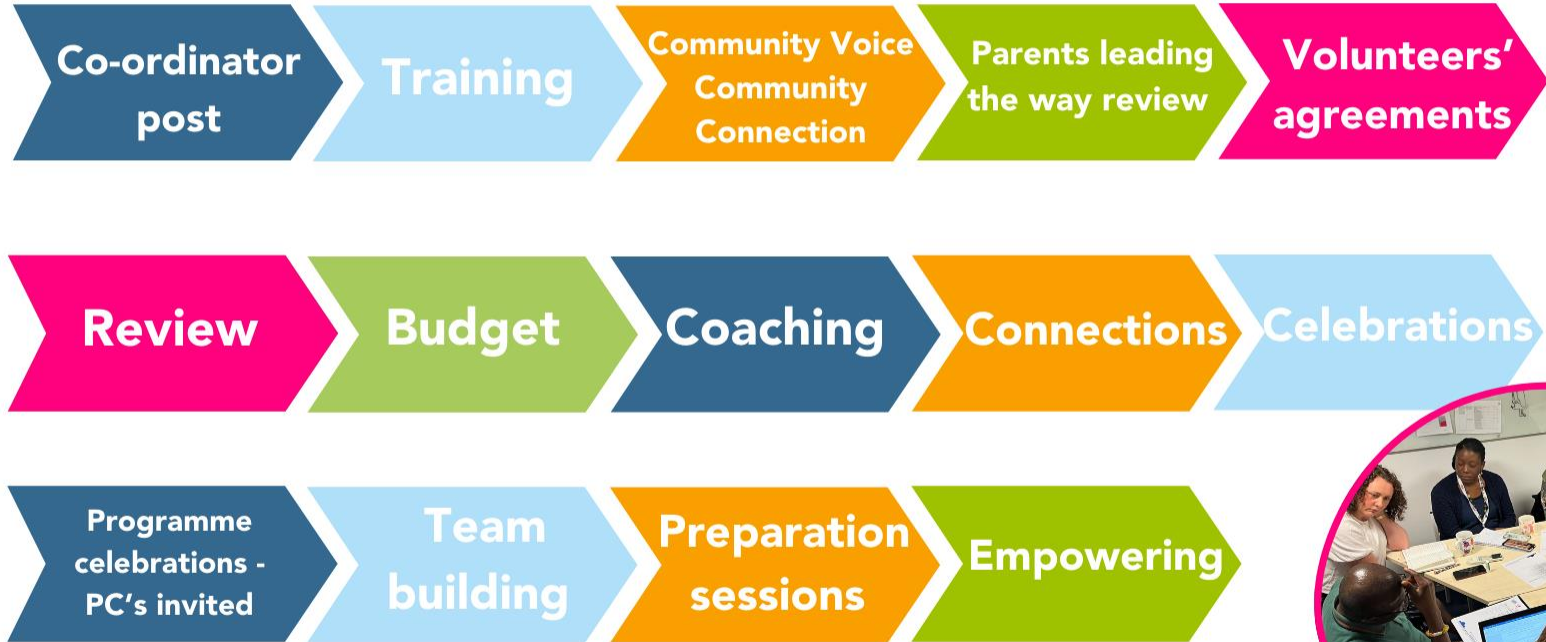 Co-ordinator
post
Training
Community Voice
Community
Connection
Parents leading
the way review
Volunteers’
agreements
Review
Budget
Coaching
Connections
Celebrations
Programme
celebrations -
PC’s invited
Team
building
Preparation
sessions
Empowering